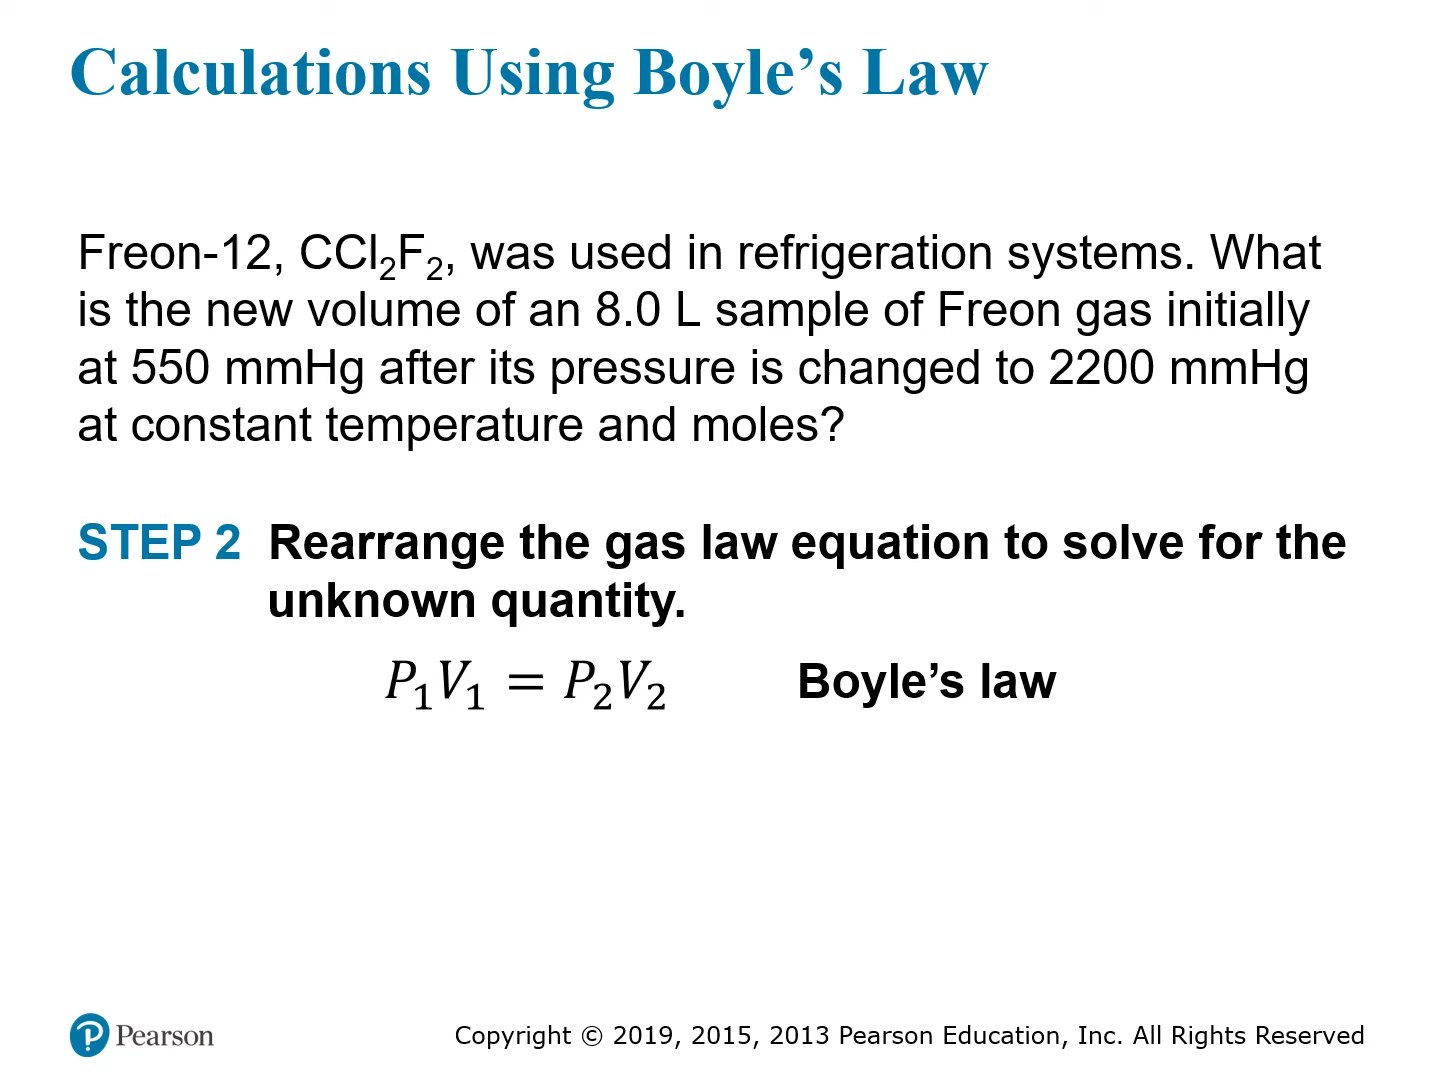 Calculations Using Boyle’s Law
Freon-12, CCl₂F₂, was used in refrigeration systems. What
is the new volume of an 8.0 L sample of Freon gas initially
at 550 mmHg after its pressure is changed to 2200 mmHg
at constant temperature and moles?
STEP 2 Rearrange the gas law equation to solve for the
unknown quantity.
P₁V₁ = P₂V₂ Boyle’s law
Pearson Copyright © 2019, 2015, 2013 Pearson Education, Inc. All Rights Reserved